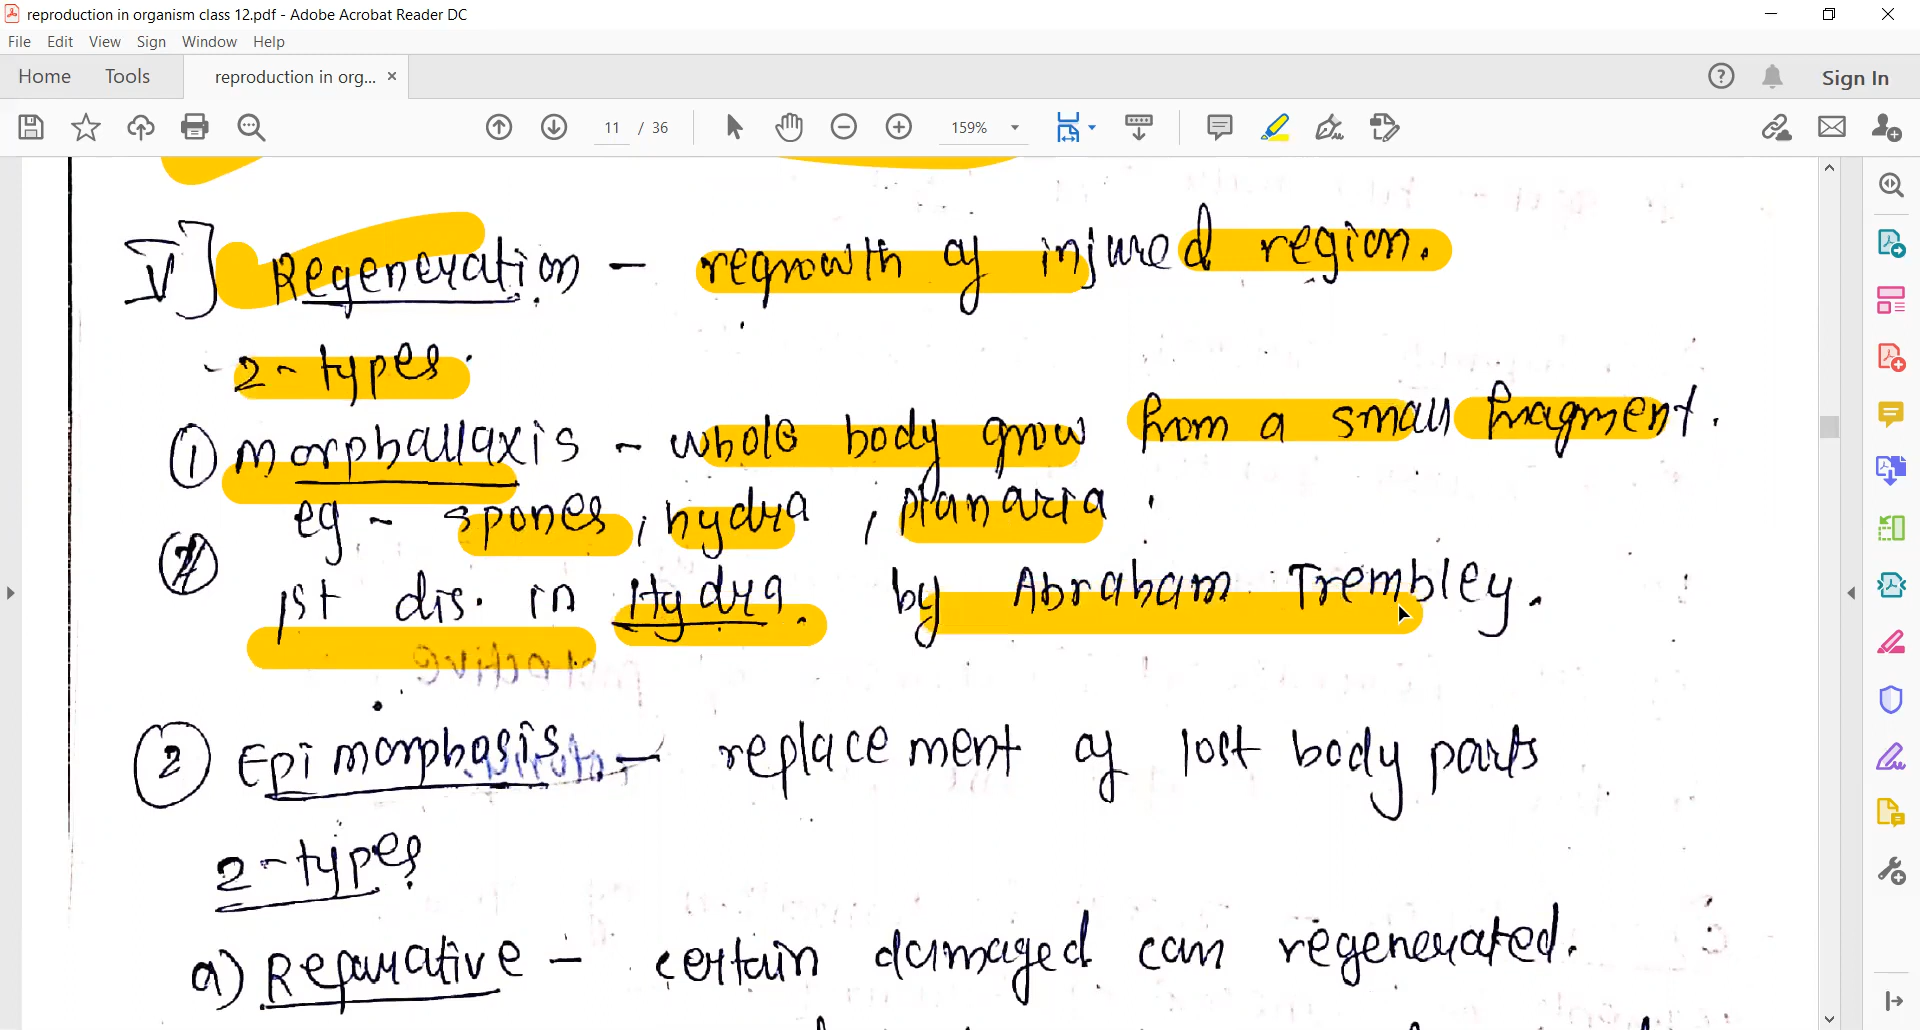 reproduction in organism class 12.pdf - Adobe Acrobat Reader DC
File Edit View Sign Window Help
Home Tools reproduction in org... × Sign In
11 / 36 159%
V] Regeneration - regrowth of injured region.
- 2 - types.
① morphallaxis - whole body grow from a small fragment.
eg - spones, hydra, planaria.
1st dis. in Hydra. by Abraham Trembley.
② Epimorphasis - replacement of lost body parts
2 - types
a) Reparative - certain damaged can regenerated.